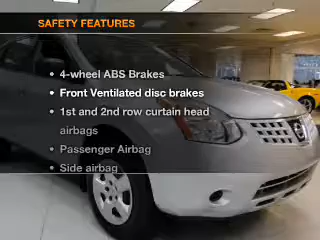 SAFETY FEATURES
4-wheel ABS Brakes
Front Ventilated disc brakes
1st and 2nd row curtain head
airbags
Passenger Airbag
Side airbag